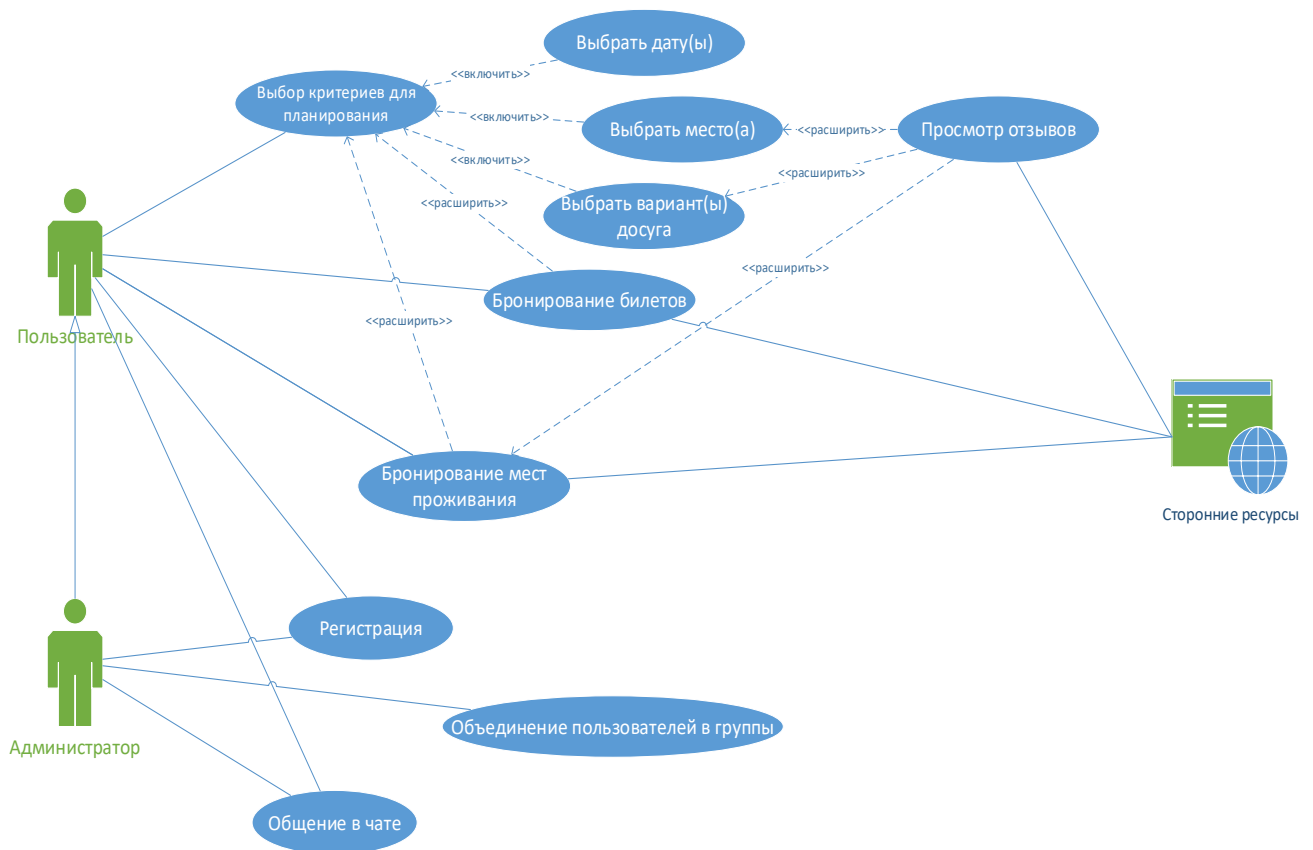 Выбрать дату(ы)
<<включить>>
Выбор критериев для
планирования
<<включить>>
Выбрать место(а)
<<расширить>>
Просмотр отзывов
<<включить>>
<<расширить>>
<<расширить>>
Выбрать вариант(ы)
досуга
<<расширить>>
Бронирование билетов
<<расширить>>
Пользователь
Бронирование мест
проживания
Сторонние ресурсы
Регистрация
Объединение пользователей в группы
Администратор
Общение в чате